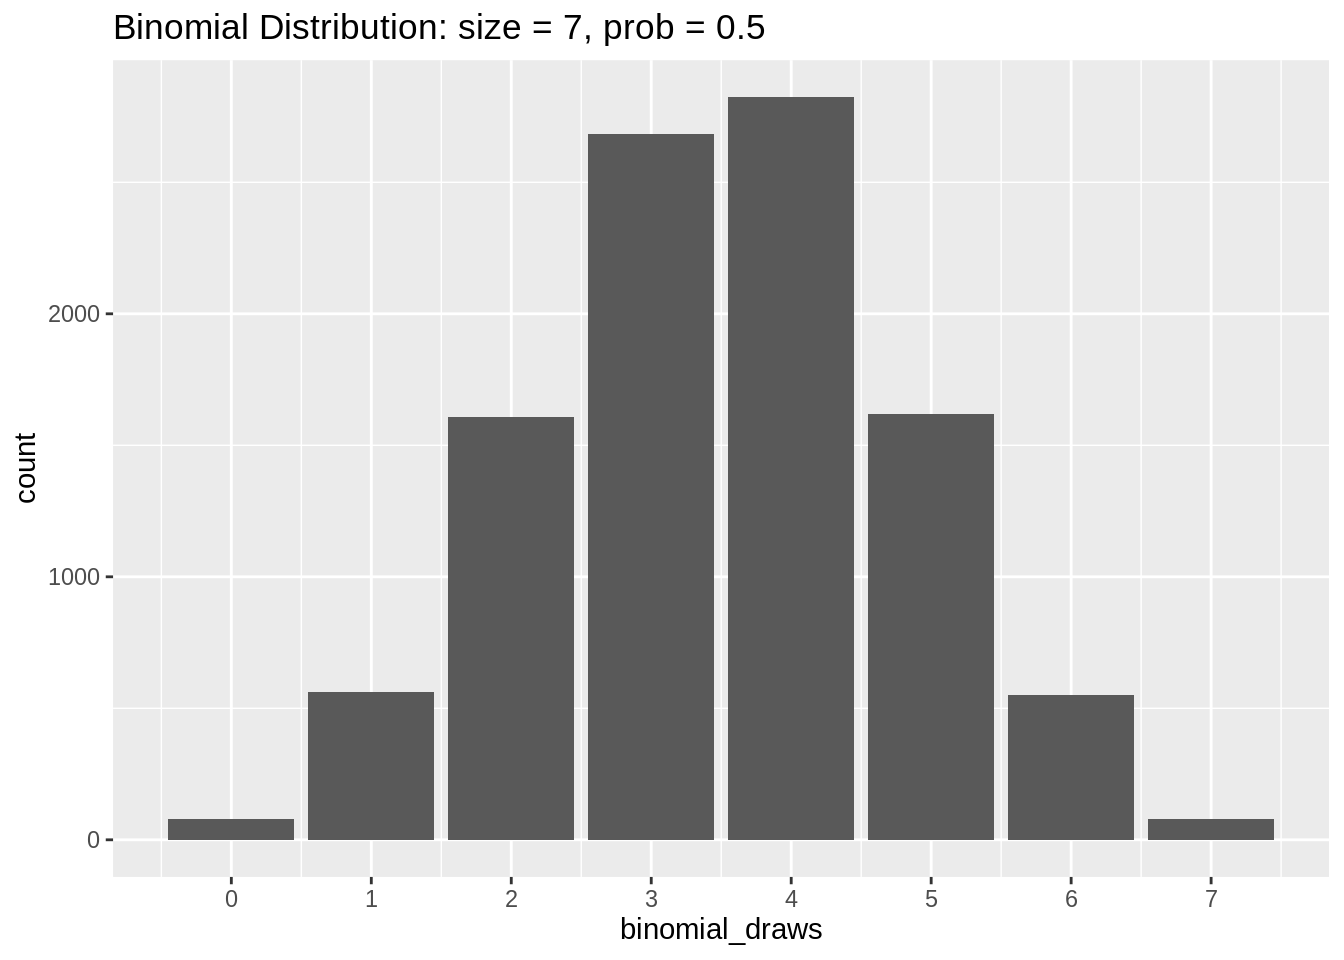 Binomial Distribution: size = 7, prob = 0.5
count
2000
1000
0
0 1 2 3 4 5 6 7
binomial_draws